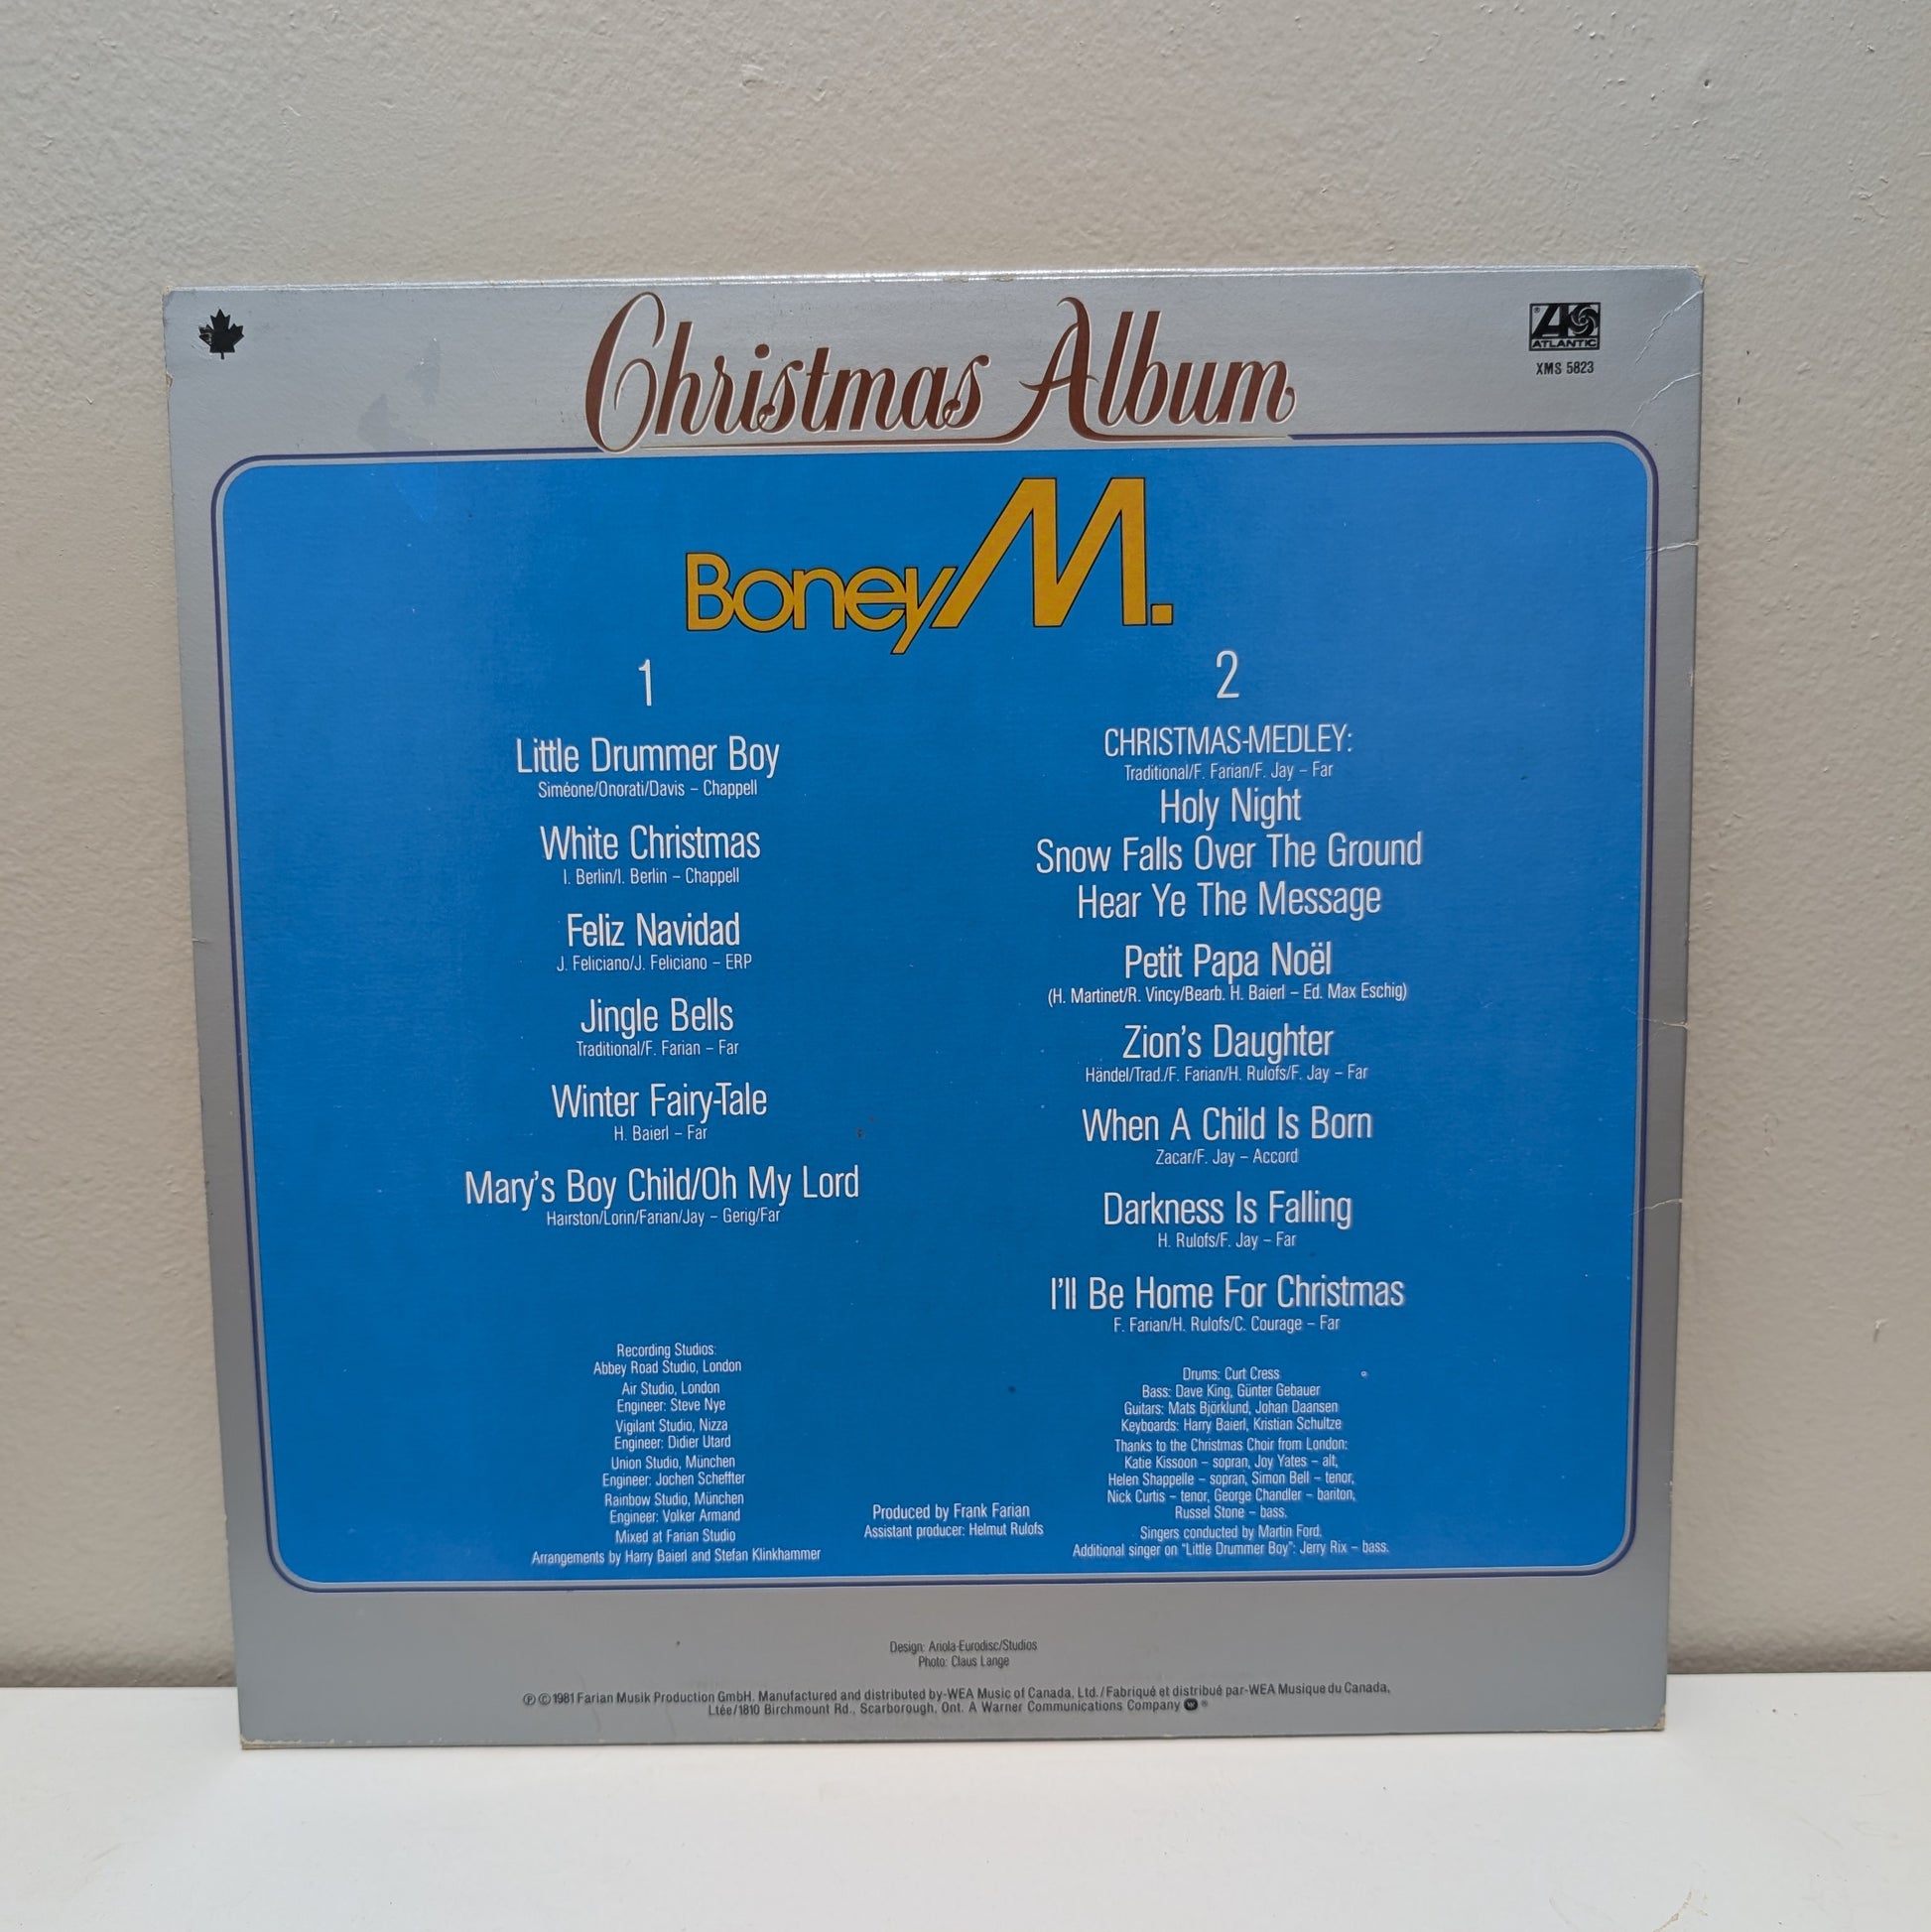 Christmas Album
ATLANTIC
XMS 5823
Boney M.
1
Little Drummer Boy
Siméone/Onorati/Davis – Chappell
White Christmas
I. Berlin/I. Berlin – Chappell
Feliz Navidad
J. Feliciano/J. Feliciano – ERP
Jingle Bells
Traditional/F. Farian – Far
Winter Fairy-Tale
H. Baierl – Far
Mary's Boy Child/Oh My Lord
Hairston/Lorin/Farian/Jay – Gerig/Far
Recording Studios:
Abbey Road Studio, London
Air Studio, London
Engineer: Steve Nye
Vigilant Studio, Nizza
Engineer: Didier Utard
Union Studio, München
Engineer: Jochen Scheffter
Rainbow Studio, München
Engineer: Volker Armand
Mixed at Farian Studio
Arrangements by Harry Baierl and Stefan Klinkhammer
Produced by Frank Farian
Assistant producer: Helmut Rulofs
2
CHRISTMAS-MEDLEY:
Traditional/F. Farian/F. Jay – Far
Holy Night
Snow Falls Over The Ground
Hear Ye The Message
Petit Papa Noël
(H. Martinet/R. Vincy/Bearb. H. Baierl – Ed. Max Eschig)
Zion's Daughter
Händel/Trad./F. Farian/H. Rulofs/F. Jay – Far
When A Child Is Born
Zacar/F. Jay – Accord
Darkness Is Falling
H. Rulofs/F. Jay – Far
I'll Be Home For Christmas
F. Farian/H. Rulofs/C. Courage – Far
Drums: Curt Cress
Bass: Dave King, Günter Gebauer
Guitars: Mats Björklund, Johan Daansen
Keyboards: Harry Baierl, Kristian Schultze
Thanks to the Christmas Choir from London:
Katie Kissoon – sopran, Joy Yates – alt,
Helen Shappelle – sopran, Simon Bell – tenor,
Nick Curtis – tenor, George Chandler – bariton,
Russel Stone – bass.
Singers conducted by Martin Ford.
Additional singer on "Little Drummer Boy": Jerry Rix – bass.
Design: Ariola-Eurodisc/Studios
Photo: Claus Lange
℗ © 1981 Farian Musik Production GmbH. Manufactured and distributed by-WEA Music of Canada, Ltd./Fabriqué et distribué par-WEA Musique du Canada,
Ltée/1810 Birchmount Rd., Scarborough, Ont. A Warner Communications Company ®